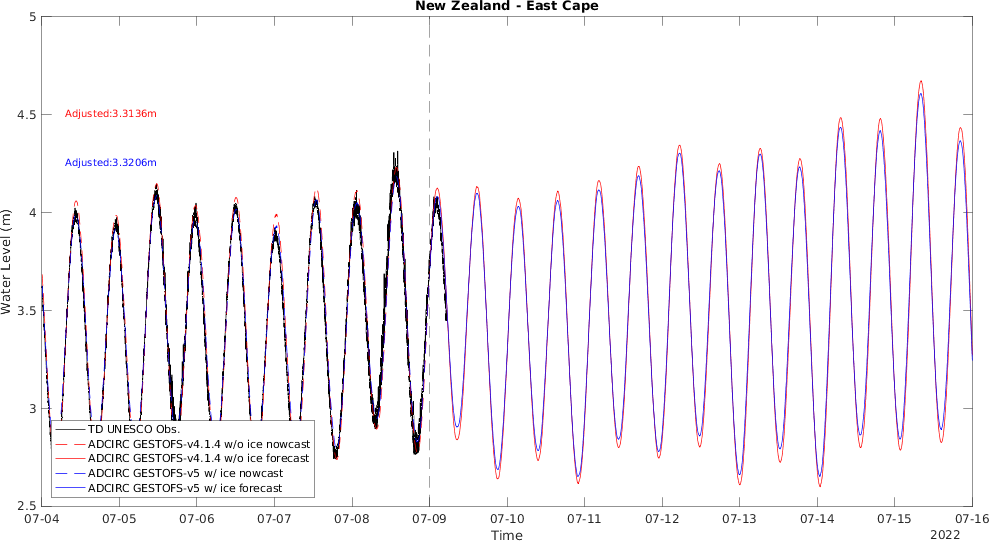 New Zealand - East Cape
5
4.5
4
3.5
3
2.5
Water Level (m)
Adjusted:3.3136m
Adjusted:3.3206m
TD UNESCO Obs.
ADCIRC GESTOFS-v4.1.4 w/o ice nowcast
ADCIRC GESTOFS-v4.1.4 w/o ice forecast
ADCIRC GESTOFS-v5 w/ ice nowcast
ADCIRC GESTOFS-v5 w/ ice forecast
07-04 07-05 07-06 07-07 07-08 07-09 07-10 07-11 07-12 07-13 07-14 07-15 07-16
Time
2022